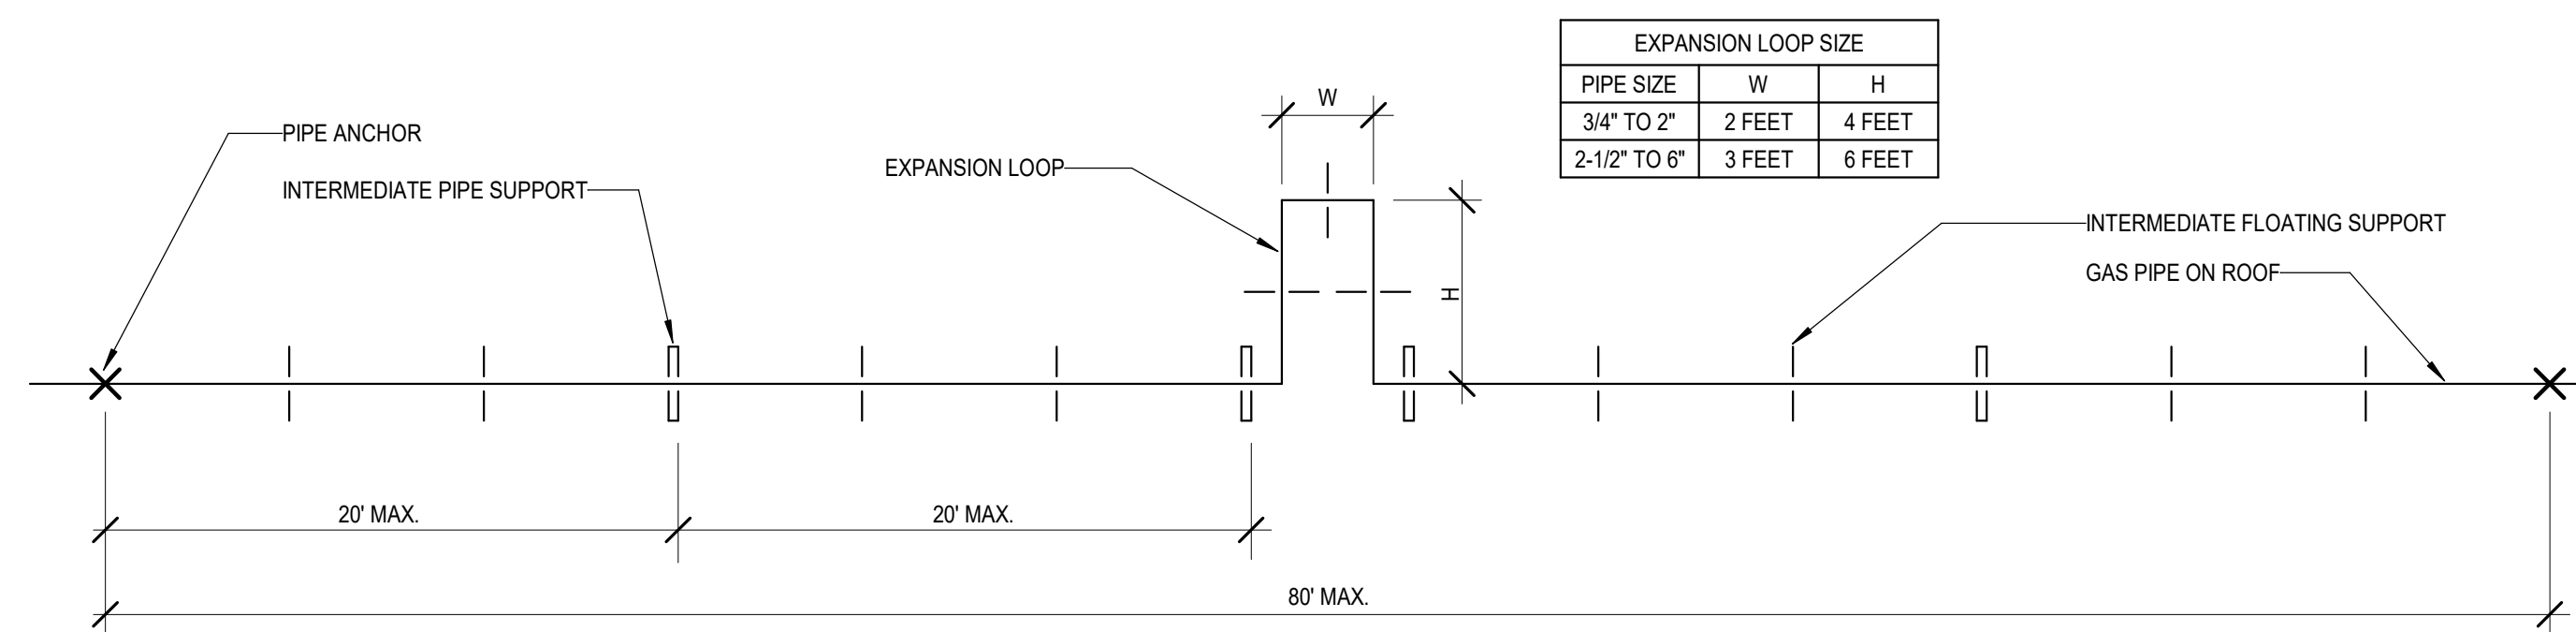 EXPANSION LOOP SIZE
PIPE SIZE W H
3/4" TO 2" 2 FEET 4 FEET
2-1/2" TO 6" 3 FEET 6 FEET
W
PIPE ANCHOR
EXPANSION LOOP
INTERMEDIATE PIPE SUPPORT
INTERMEDIATE FLOATING SUPPORT
GAS PIPE ON ROOF
H
20' MAX.
20' MAX.
80' MAX.